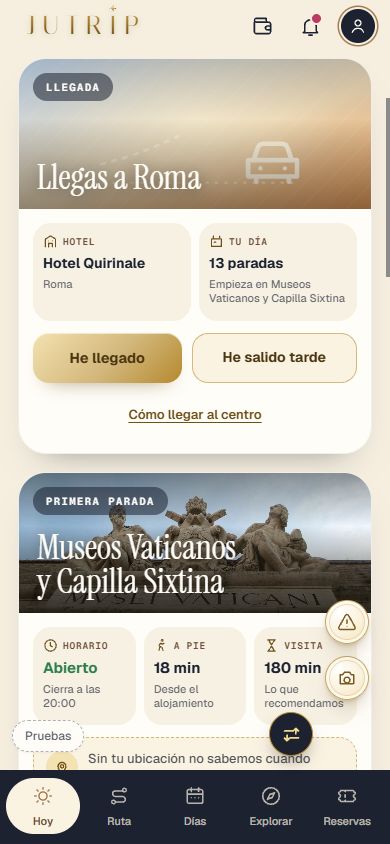 JUTRIP
LLEGADA
Llegas a Roma
HOTEL
Hotel Quirinale
Roma
TU DÍA
13 paradas
Empieza en Museos
Vaticanos y Capilla Sixtina
He llegado
He salido tarde
Cómo llegar al centro
PRIMERA PARADA
Museos Vaticanos
y Capilla Sixtina
MUSEI VATICANI
HORARIO
Abierto
Cierra a las
20:00
A PIE
18 min
Desde el
alojamiento
VISITA
180 min
Lo que
recomendamos
Pruebas
Sin tu ubicación no sabemos cuándo
Hoy
Ruta
Días
Explorar
Reservas